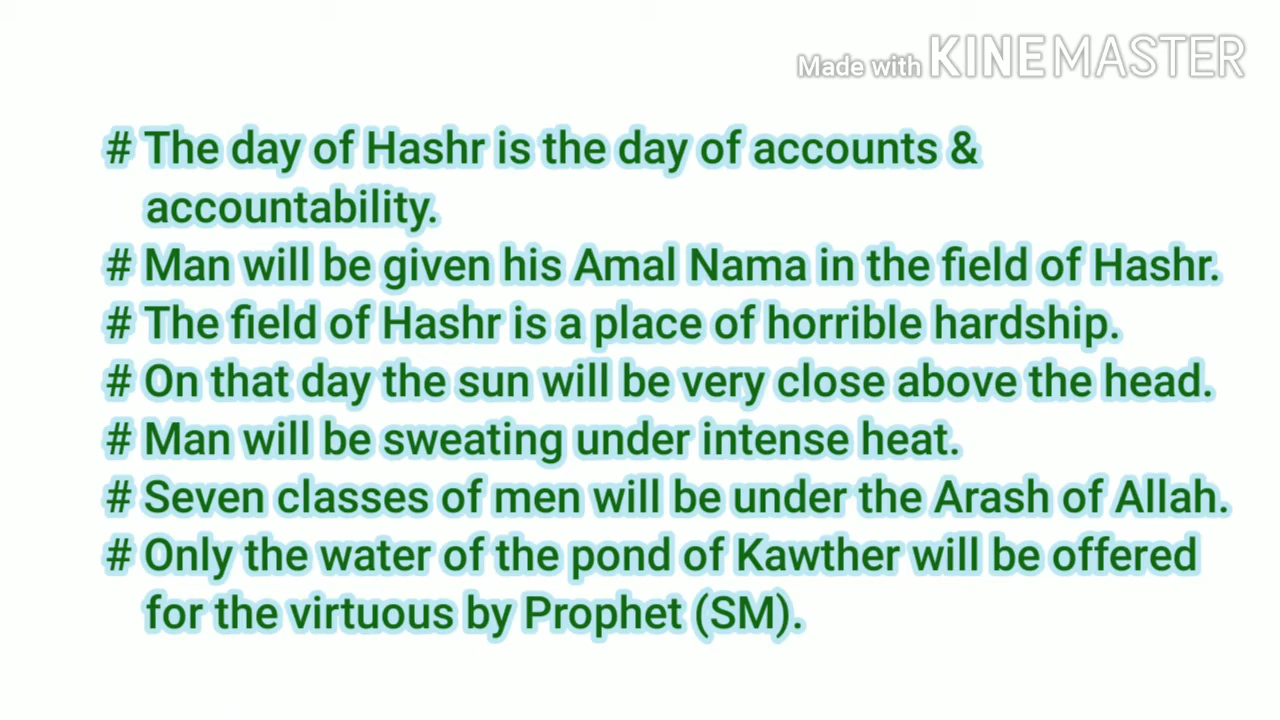 Made with KINEMASTER
# The day of Hashr is the day of accounts &
accountability.
# Man will be given his Amal Nama in the field of Hashr.
# The field of Hashr is a place of horrible hardship.
# On that day the sun will be very close above the head.
# Man will be sweating under intense heat.
# Seven classes of men will be under the Arash of Allah.
# Only the water of the pond of Kawther will be offered
for the virtuous by Prophet (SM).